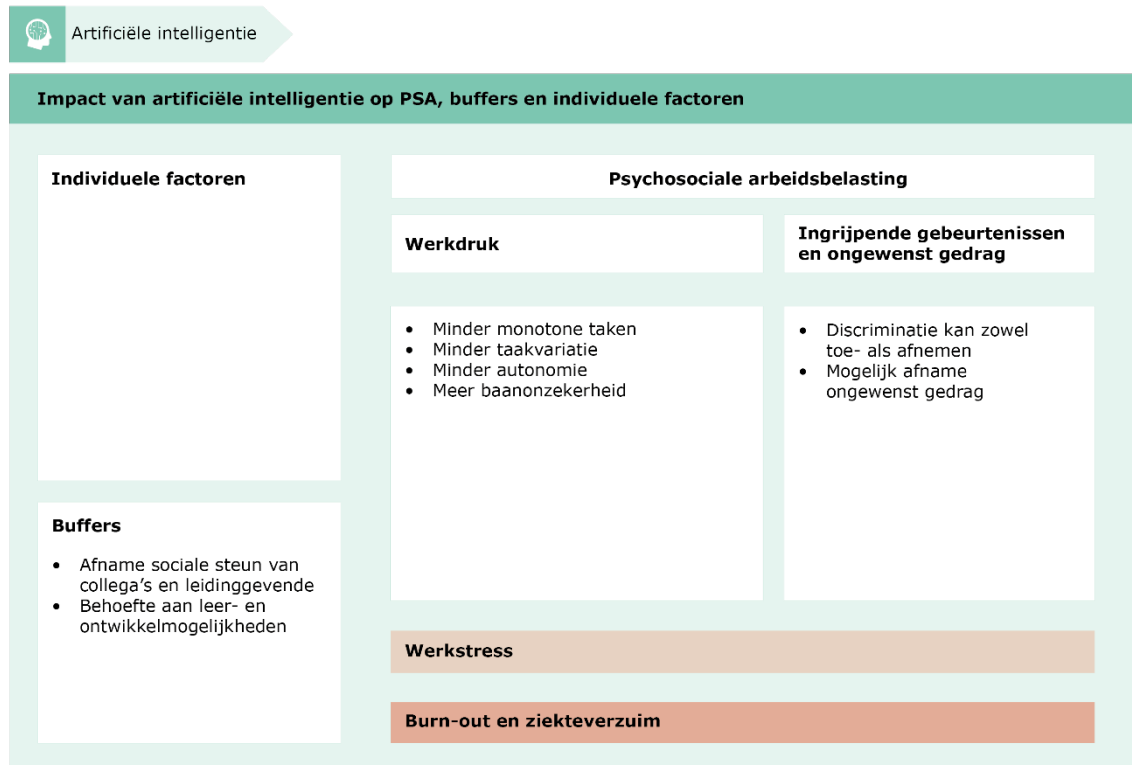 Artificiële intelligentie
Impact van artificiële intelligentie op PSA, buffers en individuele factoren
Individuele factoren
Buffers
• Afname sociale steun van
collega’s en leidinggevende
• Behoefte aan leer- en
ontwikkelmogelijkheden
Psychosociale arbeidsbelasting
Werkdruk
• Minder monotone taken
• Minder taakvariatie
• Minder autonomie
• Meer baanonzekerheid
Ingrijpende gebeurtenissen
en ongewenst gedrag
• Discriminatie kan zowel
toe- als afnemen
• Mogelijk afname
ongewenst gedrag
Werkstress
Burn-out en ziekteverzuim